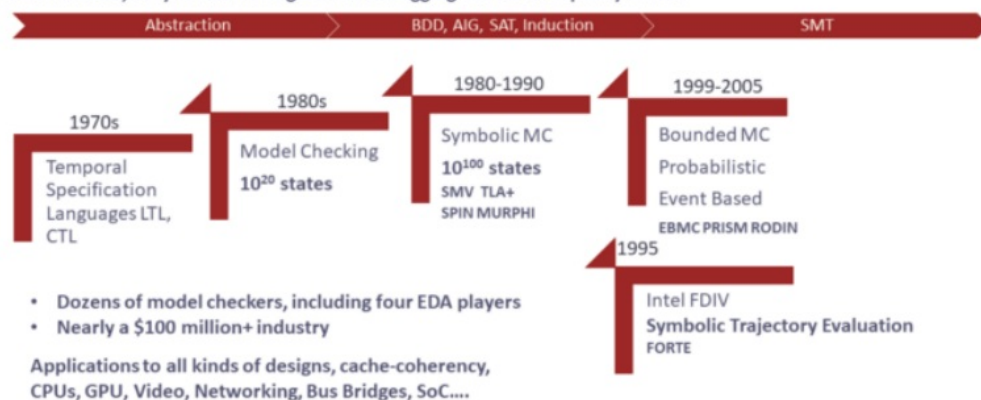 Abstraction
BDD, AIG, SAT, Induction
SMT
1970s
Temporal
Specification
Languages LTL,
CTL
1980s
Model Checking
10²⁰ states
1980-1990
Symbolic MC
10¹⁰⁰ states
SMV TLA+
SPIN MURPHI
1999-2005
Bounded MC
Probabilistic
Event Based
EBMC PRISM RODIN
1995
Intel FDIV
Symbolic Trajectory Evaluation
FORTE
• Dozens of model checkers, including four EDA players
• Nearly a $100 million+ industry
Applications to all kinds of designs, cache-coherency,
CPUs, GPU, Video, Networking, Bus Bridges, SoC....